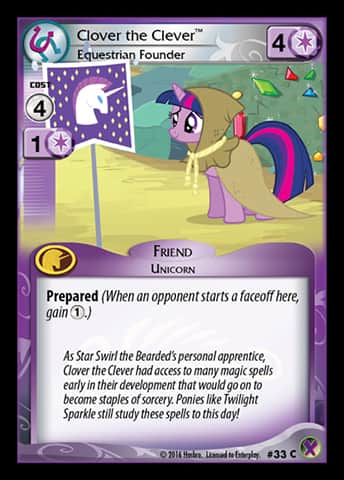 Clover the Clever™
Equestrian Founder
4
COST
4
1
FRIEND
UNICORN
Prepared (When an opponent starts a faceoff here,
gain 1.)
As Star Swirl the Bearded's personal apprentice,
Clover the Clever had access to many magic spells
early in their development that would go on to
become staples of sorcery. Ponies like Twilight
Sparkle still study these spells to this day!
© 2016 Hasbro. Licensed to Enterplay. #33 C